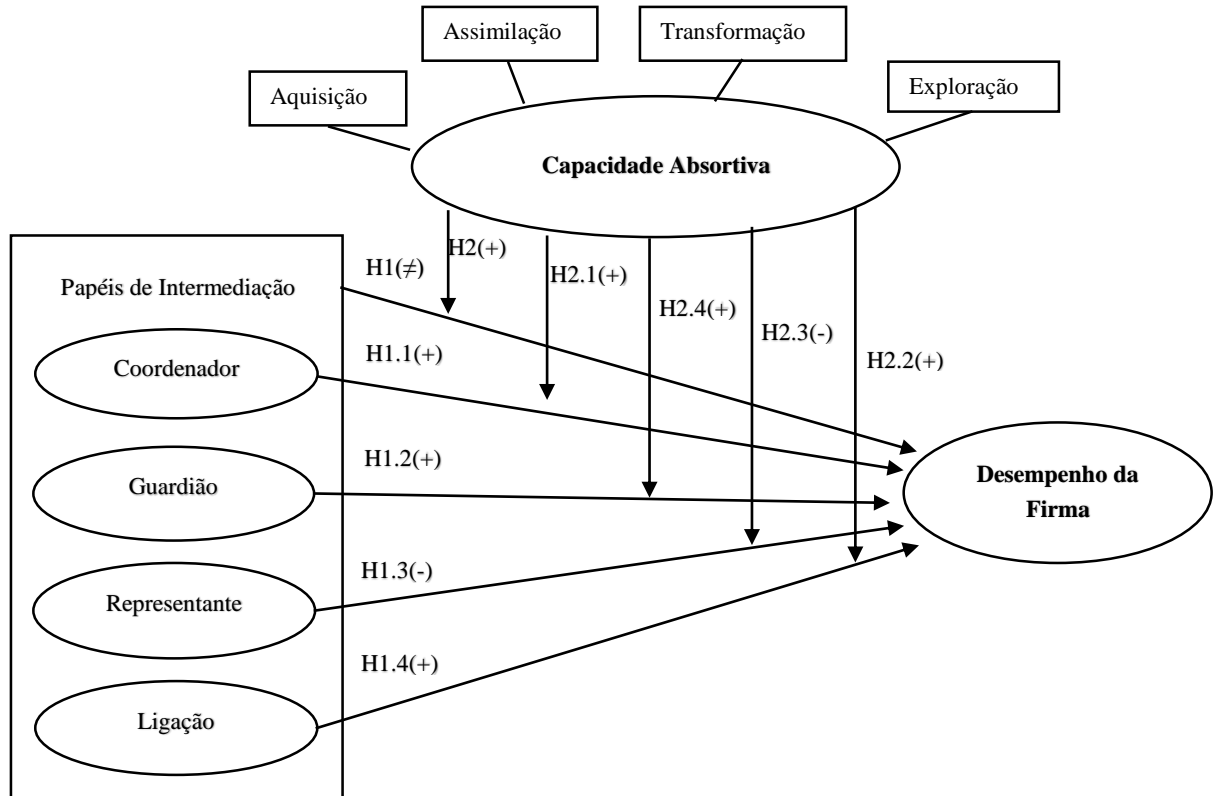 Assimilação
Transformação
Aquisição
Exploração
Capacidade Absortiva
Papéis de Intermediação
H1(≠)
H2(+)
H2.1(+)
H2.4(+)
H2.3(-)
H2.2(+)
Coordenador
H1.1(+)
Guardião
H1.2(+)
Desempenho da
Firma
Representante
H1.3(-)
Ligação
H1.4(+)